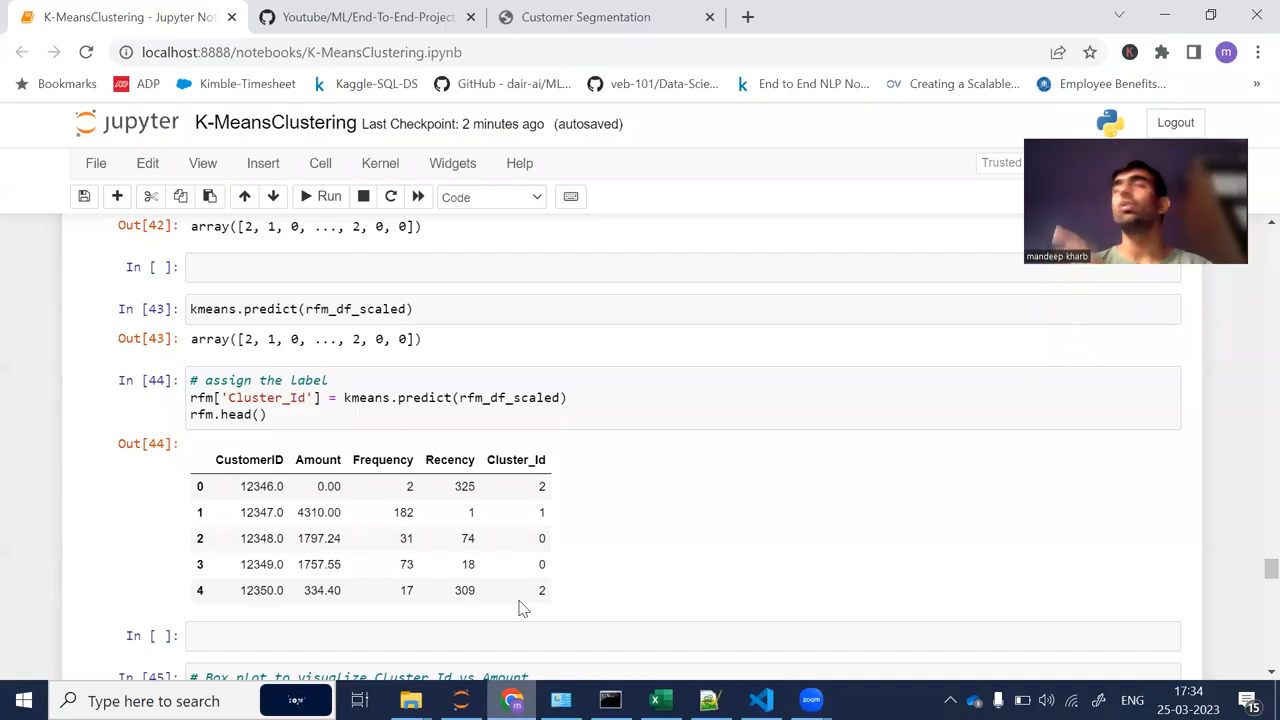 K-MeansClustering - Jupyter Not
Youtube/ML/End-To-End-Project
Customer Segmentation
localhost:8888/notebooks/K-MeansClustering.ipynb
K
m
Bookmarks
ADP
Kimble-Timesheet
Kaggle-SQL-DS
GitHub - dair-ai/ML...
veb-101/Data-Scie...
End to End NLP No...
Creating a Scalable...
Employee Benefits...
»
jupyter K-MeansClustering Last Checkpoint: 2 minutes ago (autosaved)
Logout
File Edit View Insert Cell Kernel Widgets Help
Trusted
Run
Code
mandeep kharb
Out[42]: array([2, 1, 0, ..., 2, 0, 0])
In [ ]:
In [43]: kmeans.predict(rfm_df_scaled)
Out[43]: array([2, 1, 0, ..., 2, 0, 0])
In [44]: # assign the label
rfm['Cluster_Id'] = kmeans.predict(rfm_df_scaled)
rfm.head()
Out[44]:
CustomerID Amount Frequency Recency Cluster_Id
0 12346.0 0.00 2 325 2
1 12347.0 4310.00 182 1 1
2 12348.0 1797.24 31 74 0
3 12349.0 1757.55 73 18 0
4 12350.0 334.40 17 309 2
In [ ]:
In [45]: # Box plot to visualize Cluster Id vs Amount
Type here to search
zoom
ENG
17:34
25-03-2023
15